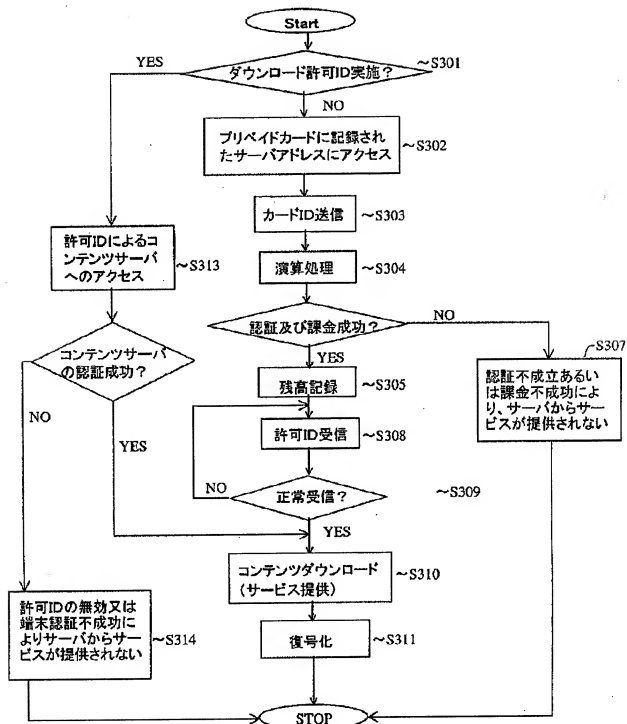 Start
YES
ダウンロード許可ID実施?
~S301
NO
プリペイドカードに記録され
たサーバアドレスにアクセス
~S302
カードID送信
~S303
許可IDによるコ
ンテンツサーバ
へのアクセス
~S313
演算処理
~S304
認証及び課金成功?
NO
YES
コンテンツサーバ
の認証成功?
NO
YES
残高記録
~S305
~S307
認証不成立あるい
は課金不成功によ
り、サーバからサー
ビスが提供されない
許可ID受信
~S308
NO
正常受信?
~S309
YES
コンテンツダウンロード
(サービス提供)
~S310
許可IDの無効又は
端末認証不成功に
よりサーバからサー
ビスが提供されない
~S314
復号化
~S311
STOP